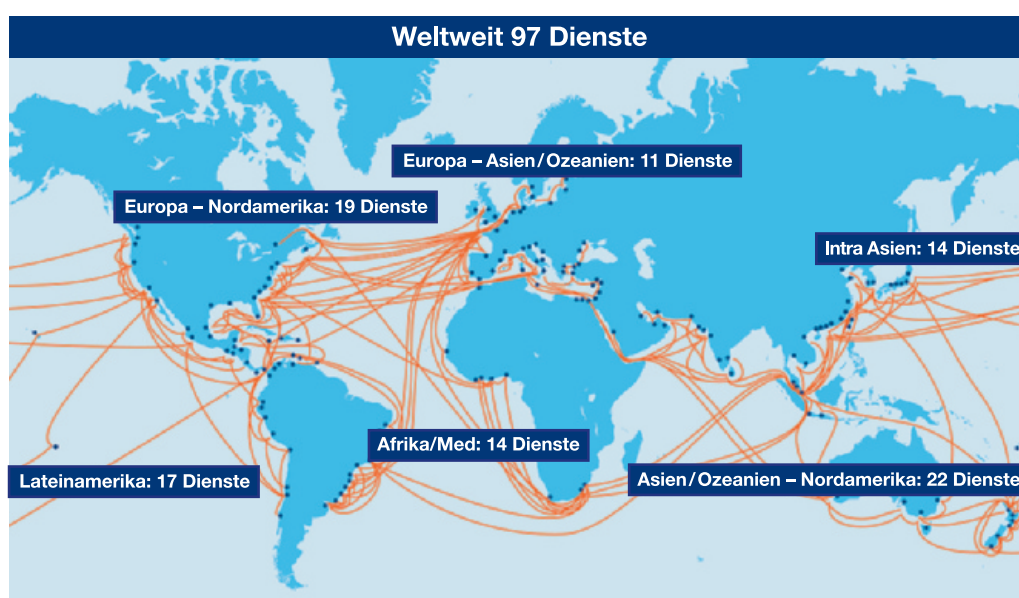 Weltweit 97 Dienste
Europa – Asien/Ozeanien: 11 Dienste
Europa – Nordamerika: 19 Dienste
Intra Asien: 14 Dienste
Afrika/Med: 14 Dienste
Lateinamerika: 17 Dienste
Asien/Ozeanien – Nordamerika: 22 Dienste